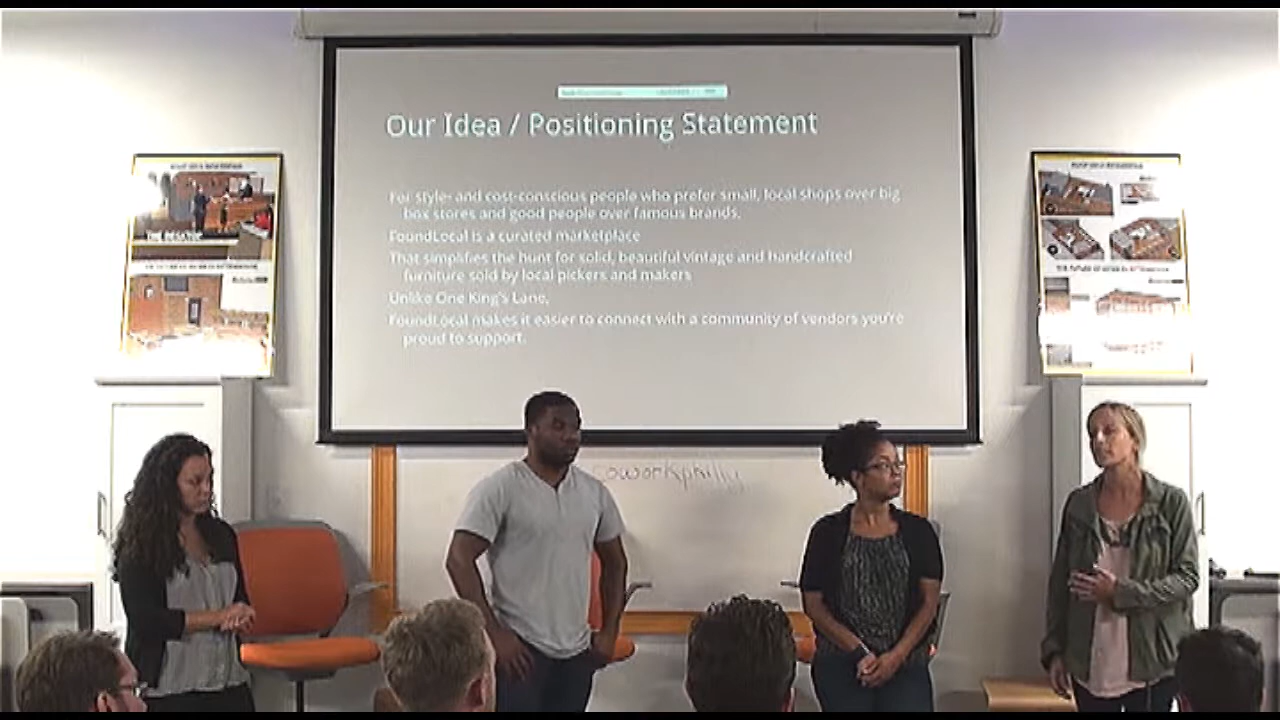 Our Idea / Positioning Statement
For style- and cost-conscious people who prefer small, local shops over big
box stores and good people over famous brands.
FoundLocal is a curated marketplace
That simplifies the hunt for solid, beautiful vintage and handcrafted
furniture sold by local pickers and makers
Unlike One King's Lane,
FoundLocal makes it easier to connect with a community of vendors you're
proud to support.
THE DESKTOP
coworkphilly